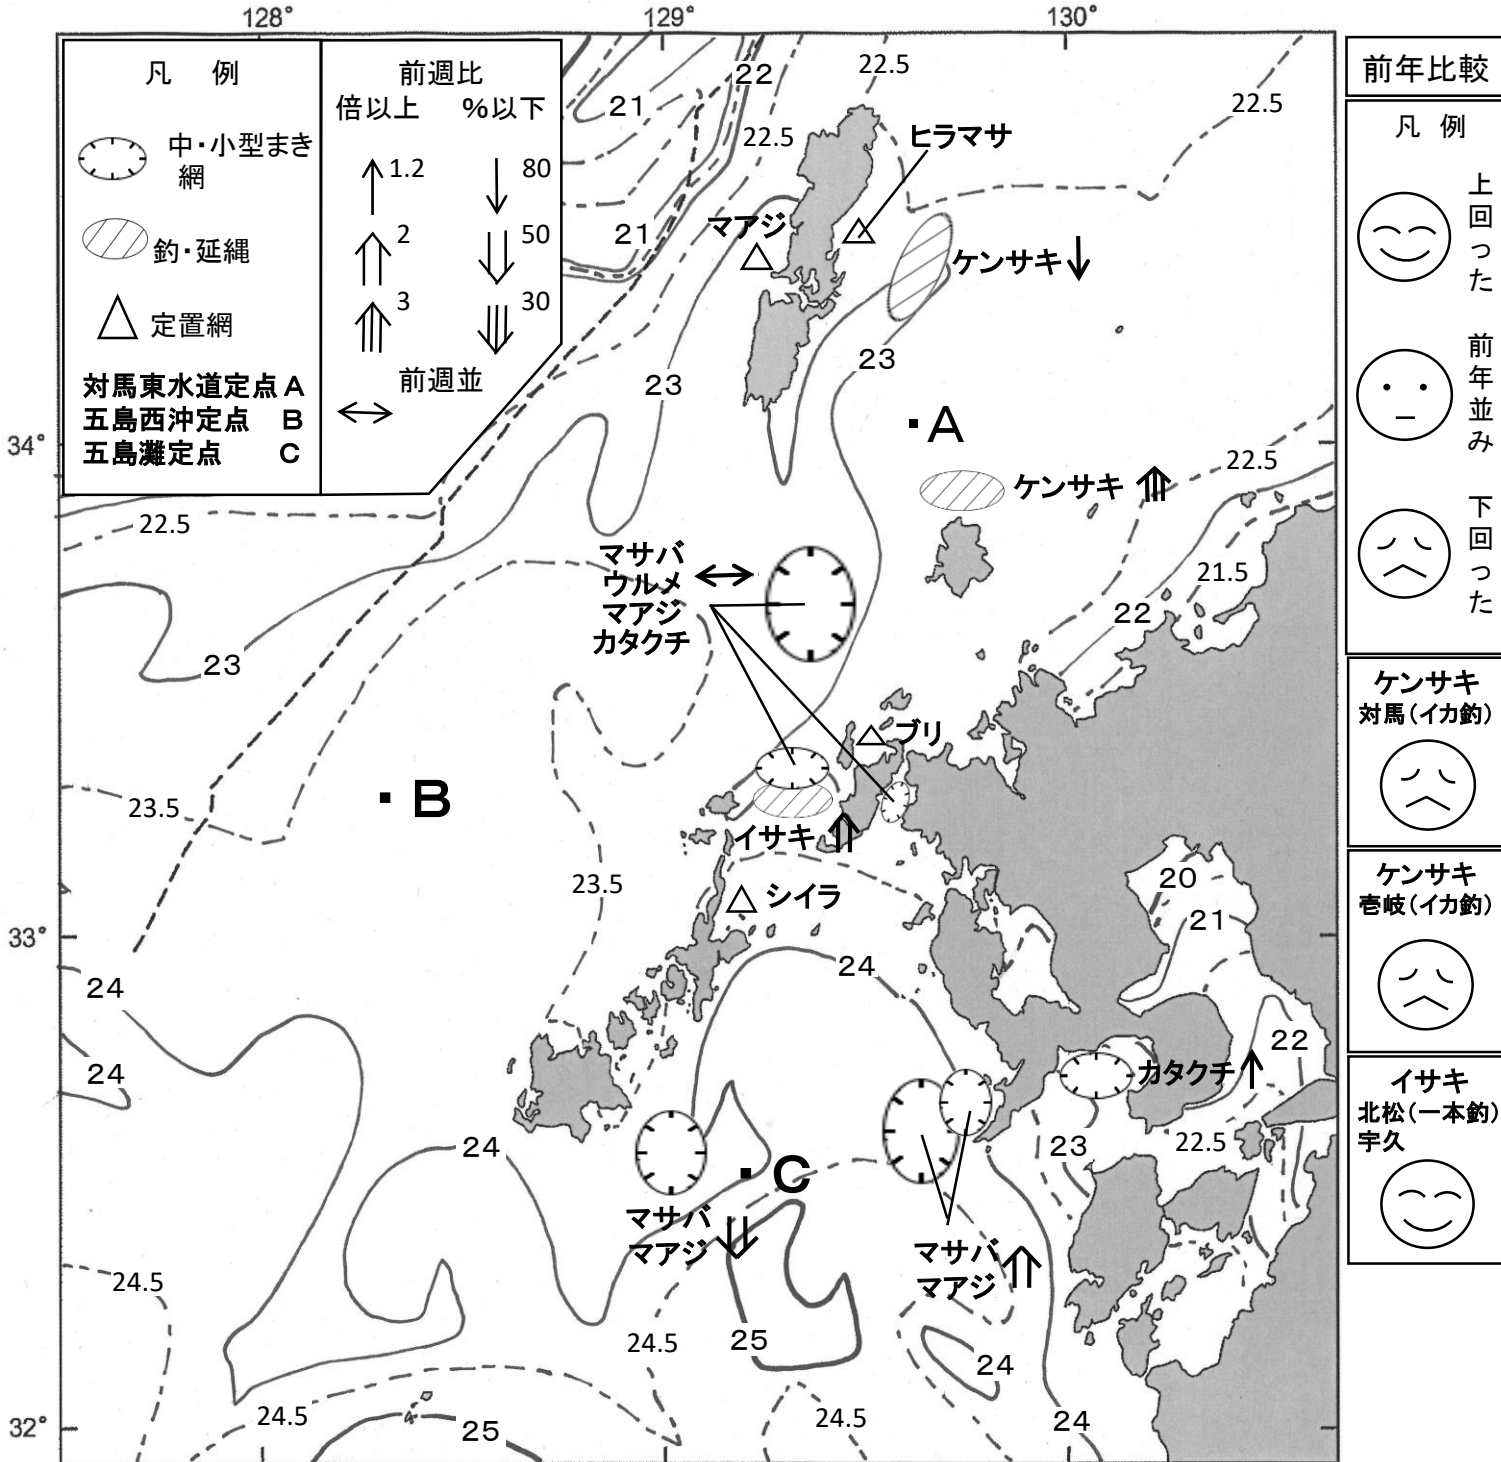 128°
129°
130°
34°
33°
32°
凡　例
中・小型まき
網
釣・延縄
定置網
対馬東水道定点 A
五島西沖定点　B
五島灘定点　C
前週比
倍以上　%以下
1.2　80
2　50
3　30
前週並
21
22
22.5
22.5
22.5
21
ヒラマサ
マアジ
ケンサキ
23
23
A
22.5
ケンサキ
22.5
マサバ
ウルメ
マアジ
カタクチ
21.5
22
23
ブリ
B
23.5
イサキ
23.5
シイラ
20
21
24
24
24
22
カタクチ
24
23
22.5
C
マサバ
マアジ
マサバ
マアジ
24.5
24.5
25
24
24.5
25
24.5
24
前年比較
凡　例
上回った
前年並み
下回った
ケンサキ
対馬(イカ釣)
ケンサキ
壱岐(イカ釣)
イサキ
北松(一本釣)
宇久